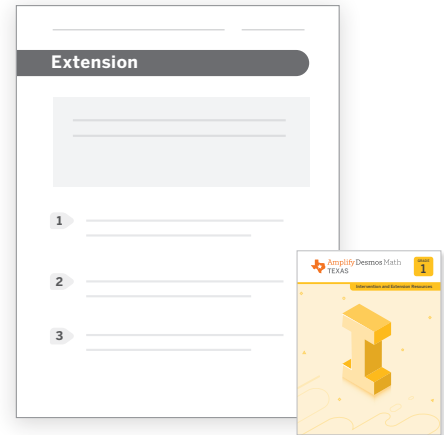 Extension
1
2
3
Amplify Desmos Math
TEXAS
GRADE
1
Intervention and Extension Resources